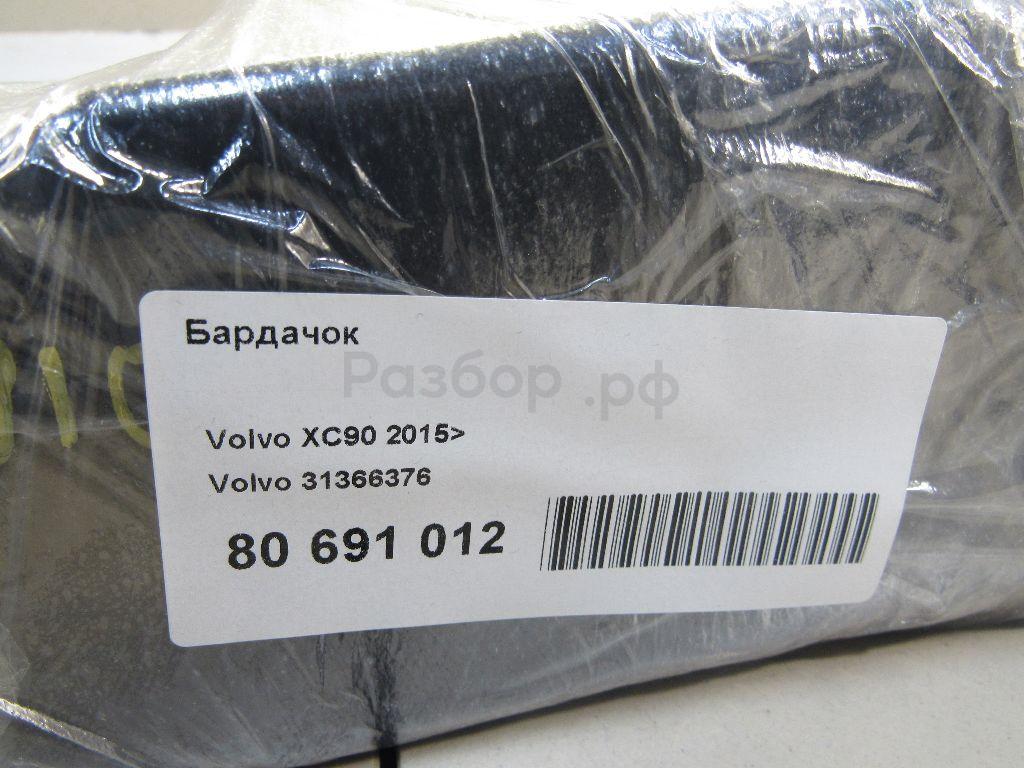 Бардачок
Разбор.рф
Volvo XC90 2015>
Volvo 31366376
80 691 012